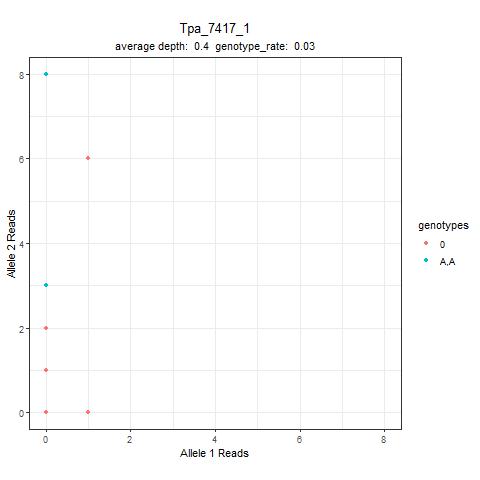 Tpa_7417_1
average depth:  0.4  genotype_rate:  0.03
8
6
4
2
0
Allele 2 Reads
0 2 4 6 8
Allele 1 Reads
genotypes
0
A,A